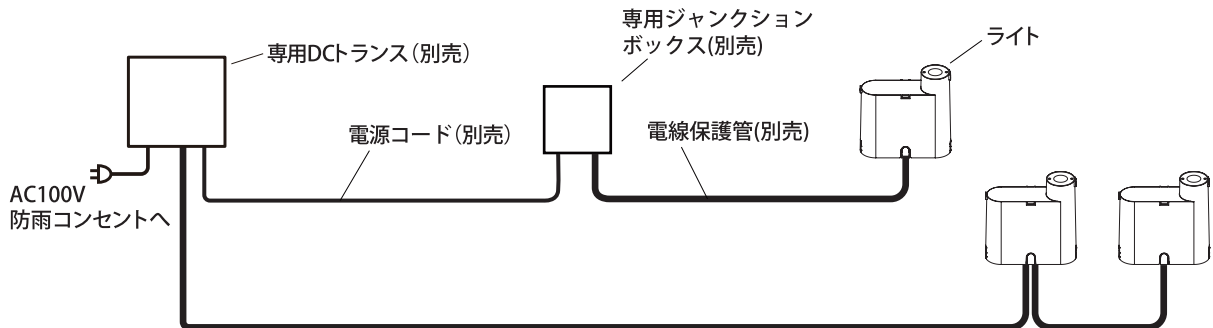 専用ジャンクション
ボックス(別売)
ライト
専用DCトランス（別売）
電源コード（別売）
電線保護管(別売)
AC100V
防雨コンセントへ